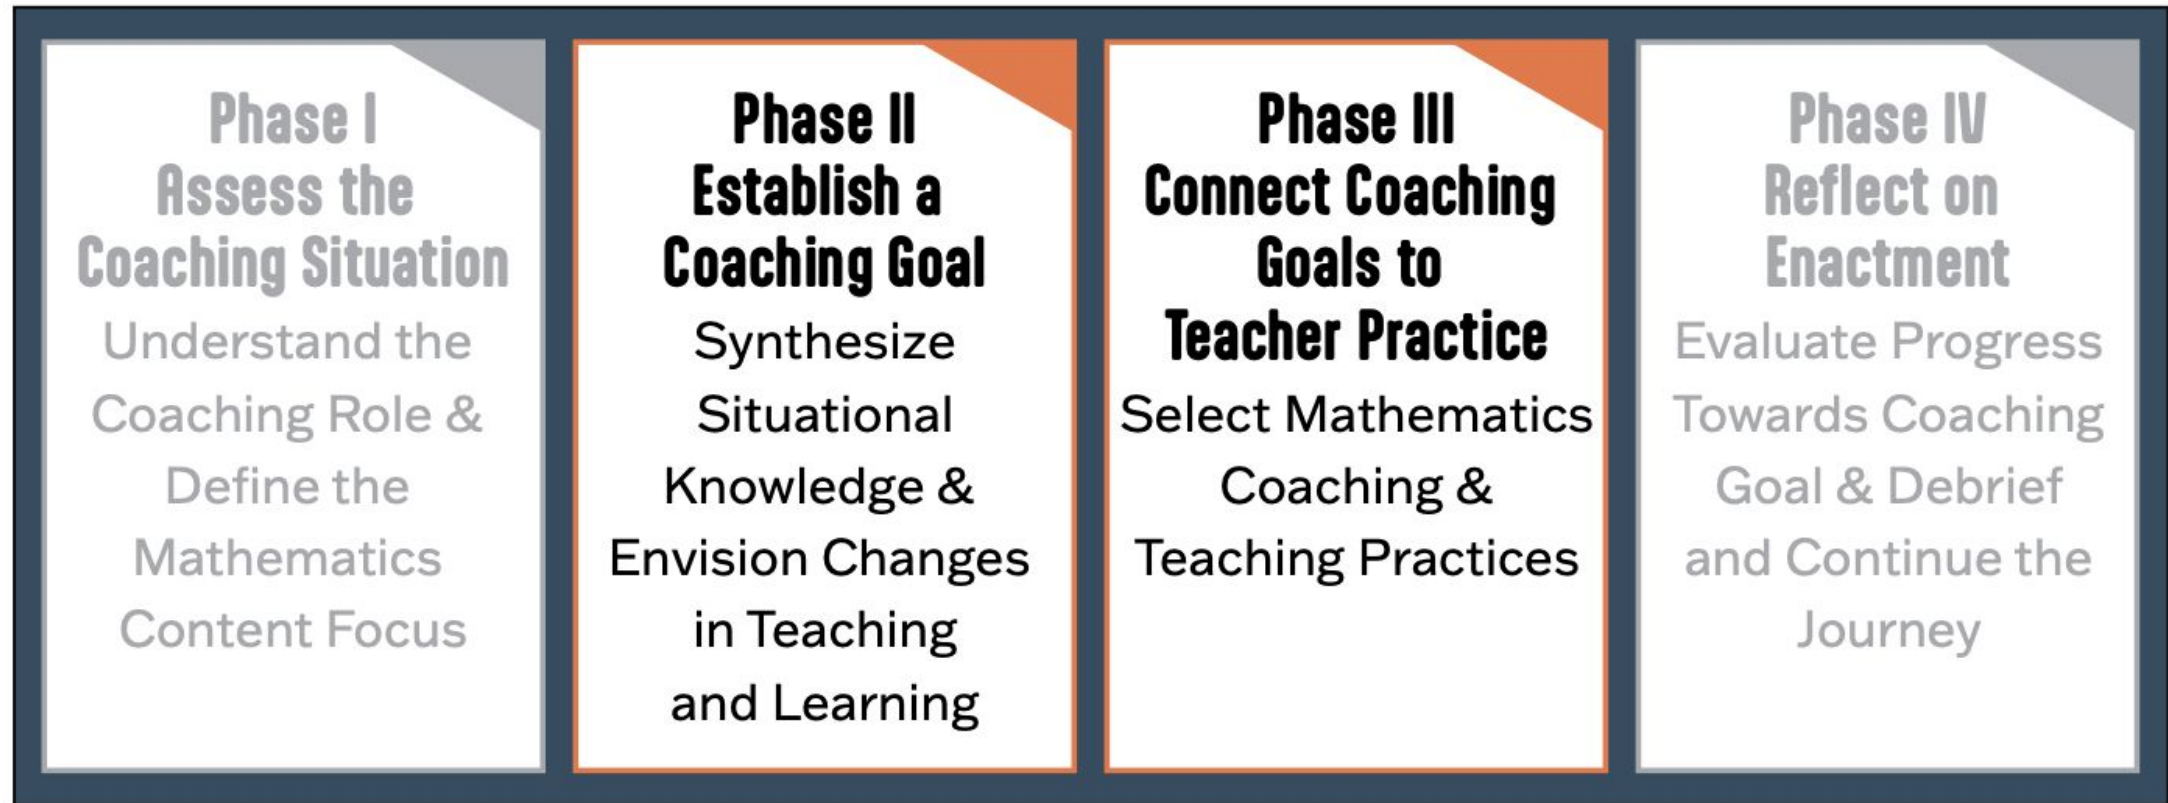 Phase I
Assess the
Coaching Situation
Understand the
Coaching Role &
Define the
Mathematics
Content Focus
Phase II
Establish a
Coaching Goal
Synthesize
Situational
Knowledge &
Envision Changes
in Teaching
and Learning
Phase III
Connect Coaching
Goals to
Teacher Practice
Select Mathematics
Coaching &
Teaching Practices
Phase IV
Reflect on
Enactment
Evaluate Progress
Towards Coaching
Goal & Debrief
and Continue the
Journey